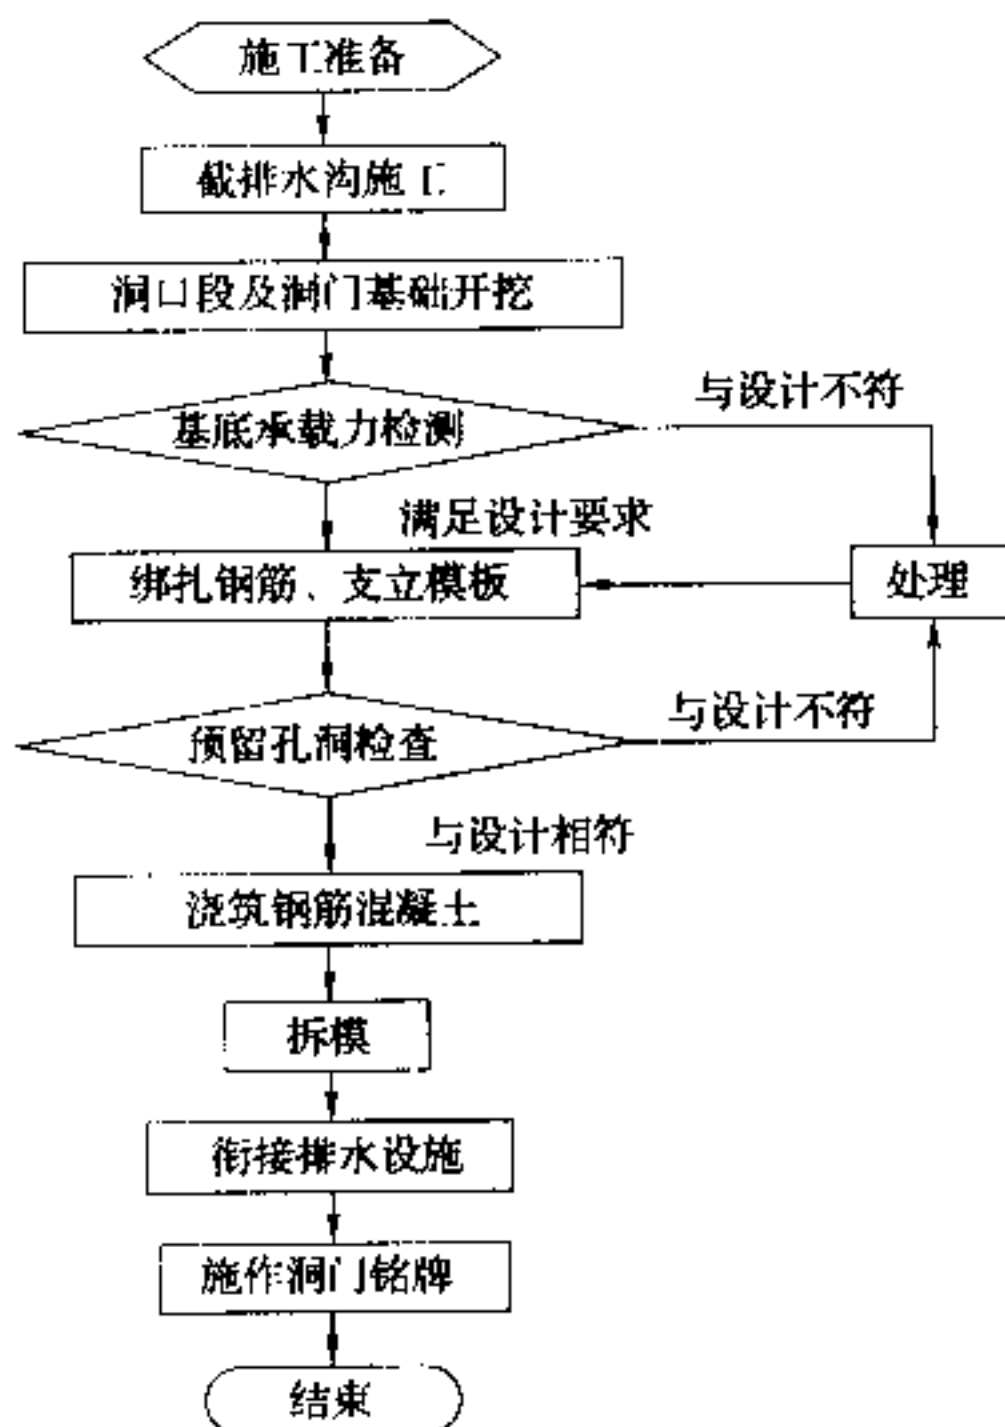 施工准备
截排水沟施工
洞口段及洞门基础开挖
与设计不符
基底承载力检测
满足设计要求
绑扎钢筋、支立模板
处理
与设计不符
预留孔洞检查
与设计相符
浇筑钢筋混凝土
拆模
衔接排水设施
施作洞门铭牌
结束